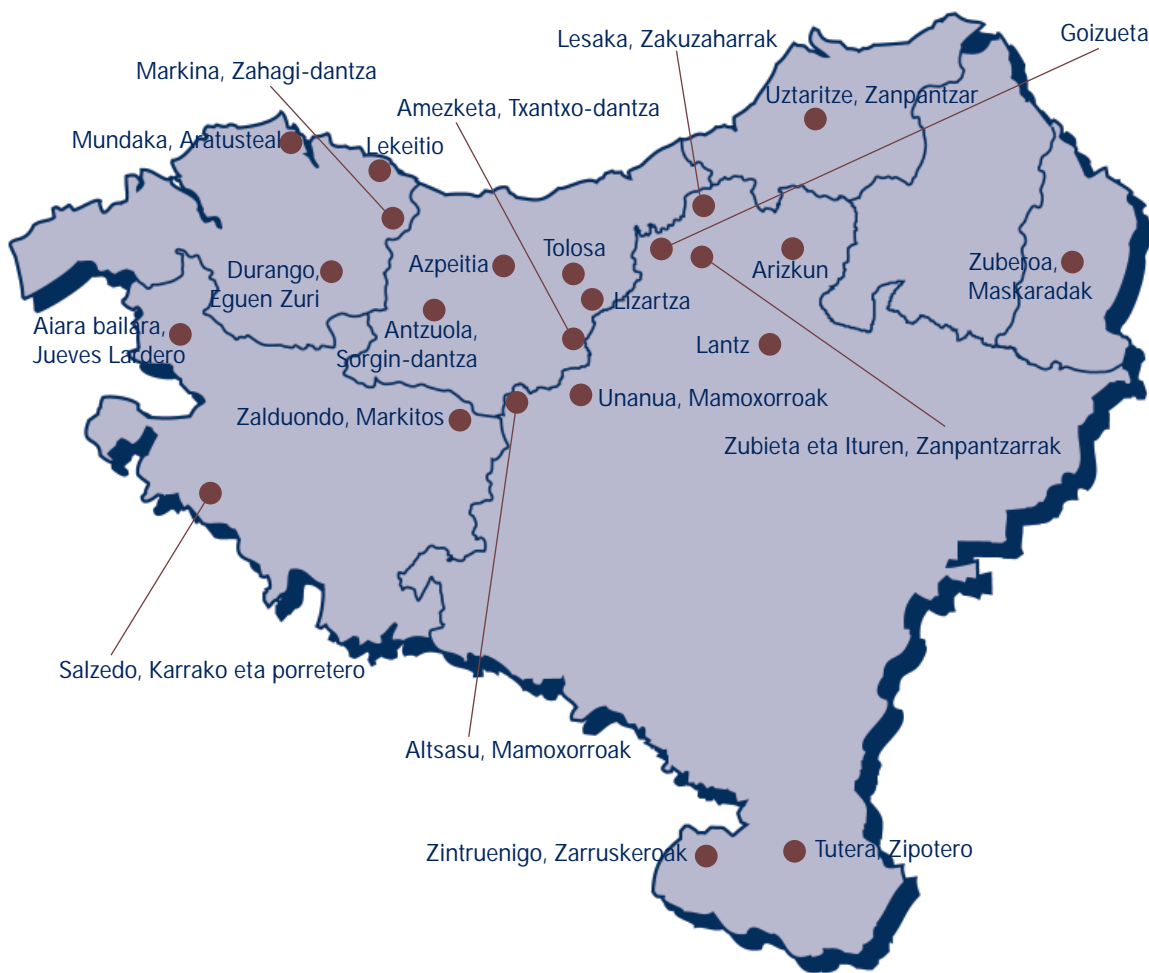 Goizueta
Lesaka, Zakuzaharrak
Markina, Zahagi-dantza
Uztaritze, Zanpantzar
Amezketa, Txantxo-dantza
Mundaka, Aratusteak
Lekeitio
Tolosa
Azpeitia
Arizkun
Zuberoa,
Maskaradak
Durango,
Eguen Zuri
Lizartza
Aiara bailara,
Jueves Lardero
Antzuola,
Sorgin-dantza
Lantz
Unanua, Mamoxorroak
Zalduondo, Markitos
Zubieta eta Ituren, Zanpantzarrak
Salzedo, Karrako eta porretero
Altsasu, Mamoxorroak
Zintruenigo, Zarruskeroak
Tutera, Zipotero